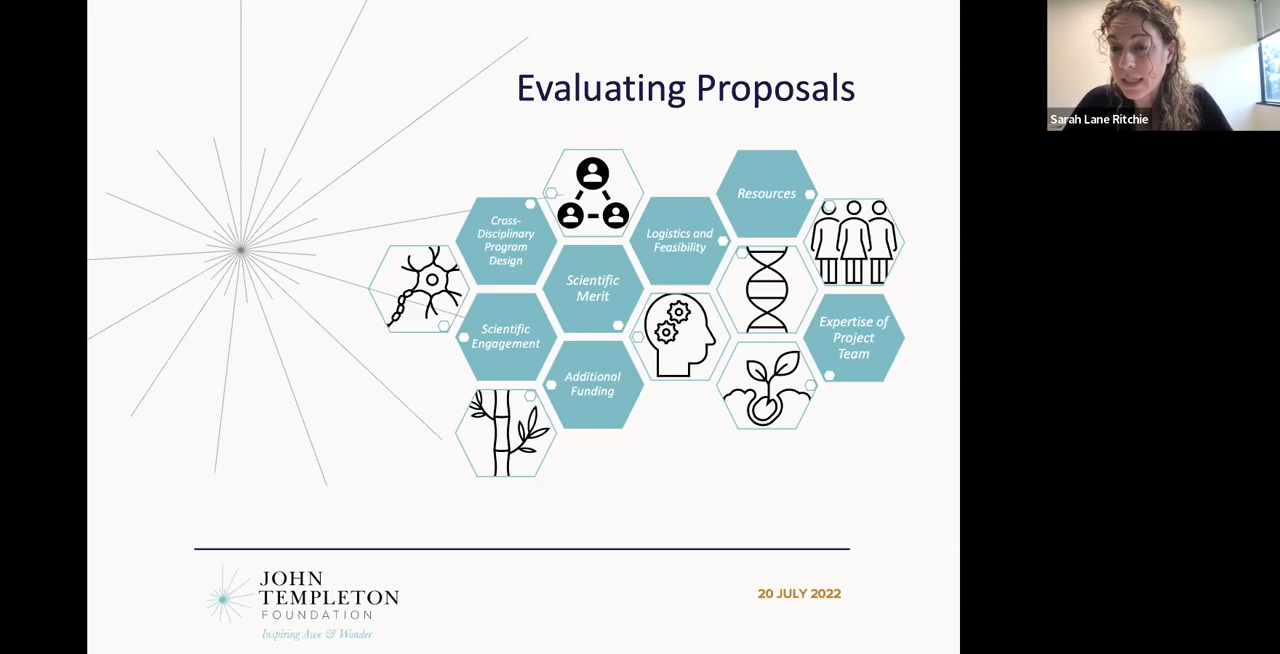 Evaluating Proposals
Sarah Lane Ritchie
Resources
Cross-
Disciplinary
Program
Design
Logistics and
Feasibility
Scientific
Merit
Scientific
Engagement
Expertise of
Project
Team
Additional
Funding
JOHN
TEMPLETON
FOUNDATION
Inspiring Awe & Wonder
20 JULY 2022